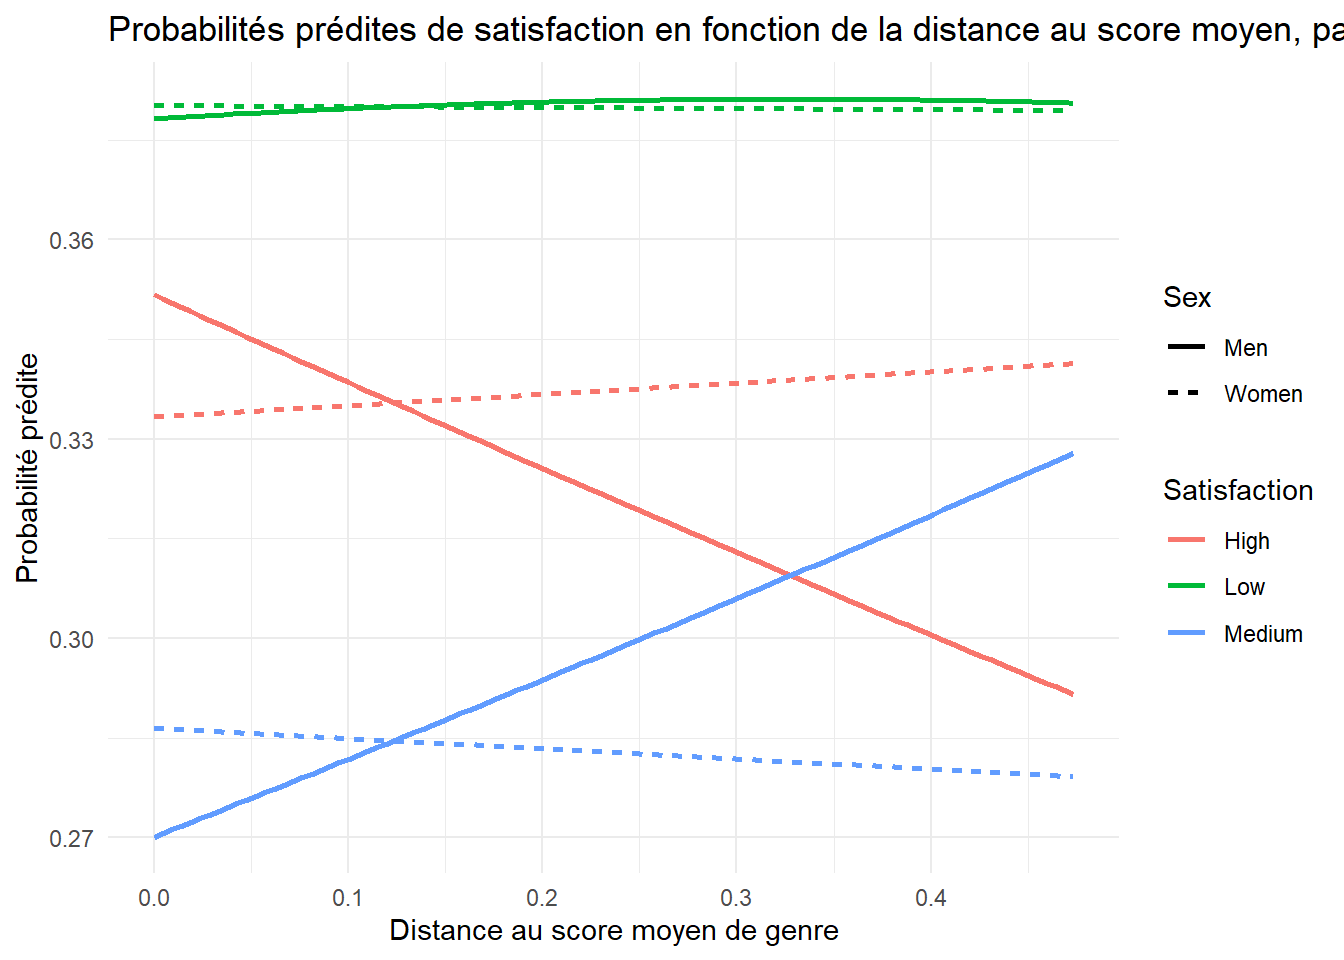 Probabilités prédites de satisfaction en fonction de la distance au score moyen, pa
0.36
0.33
0.30
0.27
Probabilité prédite
0.0 0.1 0.2 0.3 0.4
Distance au score moyen de genre
Sex
Men
Women
Satisfaction
High
Low
Medium